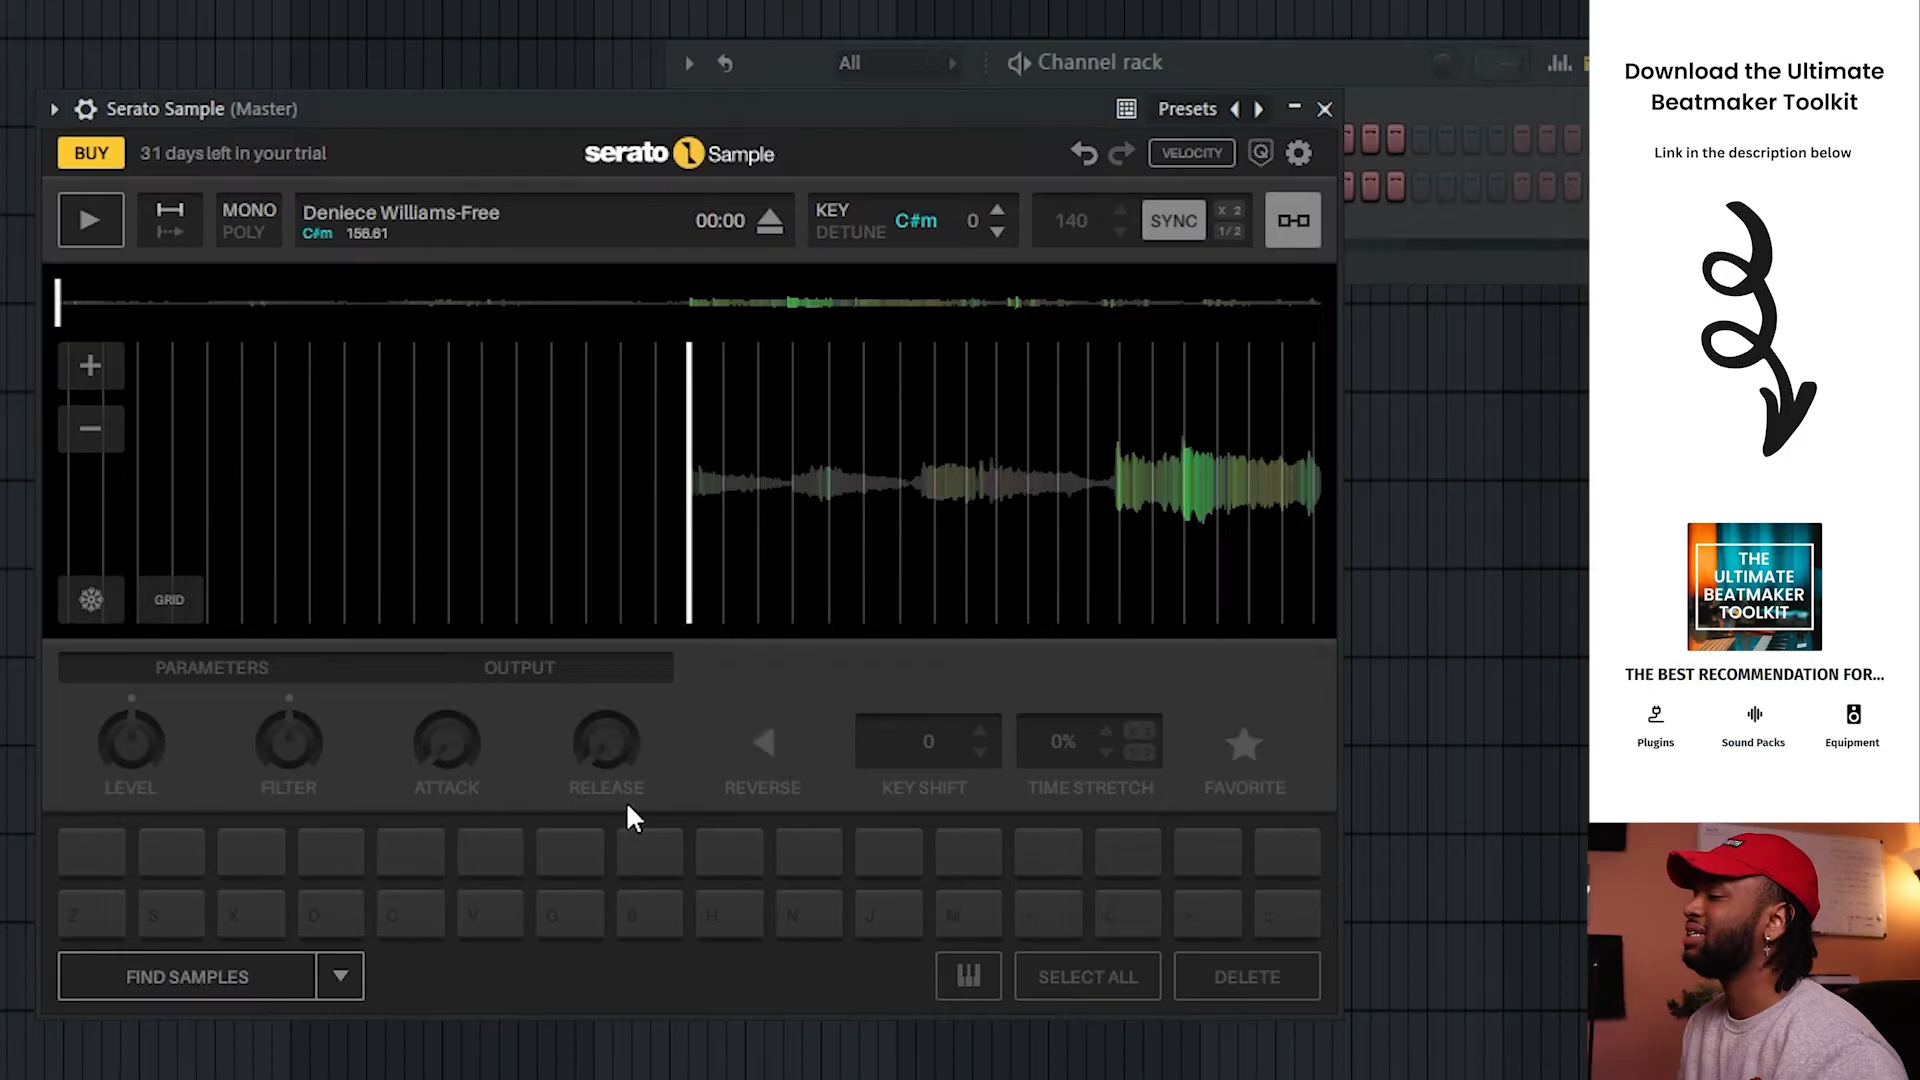 All
Channel rack
Serato Sample (Master)
Presets
BUY
31 days left in your trial
serato Sample
VELOCITY
Q
MONO
POLY
Deniece Williams-Free
C#m 156.61
00:00
KEY
DETUNE
C#m
0
140
SYNC
X 2
1/2
GRID
PARAMETERS
OUTPUT
0
0%
LEVEL
FILTER
ATTACK
RELEASE
REVERSE
KEY SHIFT
TIME STRETCH
FAVORITE
Z S X D C V G B H N J M L
FIND SAMPLES
SELECT ALL
DELETE
Download the Ultimate
Beatmaker Toolkit
Link in the description below
THE
ULTIMATE
BEATMAKER
TOOLKIT
THE BEST RECOMMENDATION FOR...
Plugins
Sound Packs
Equipment